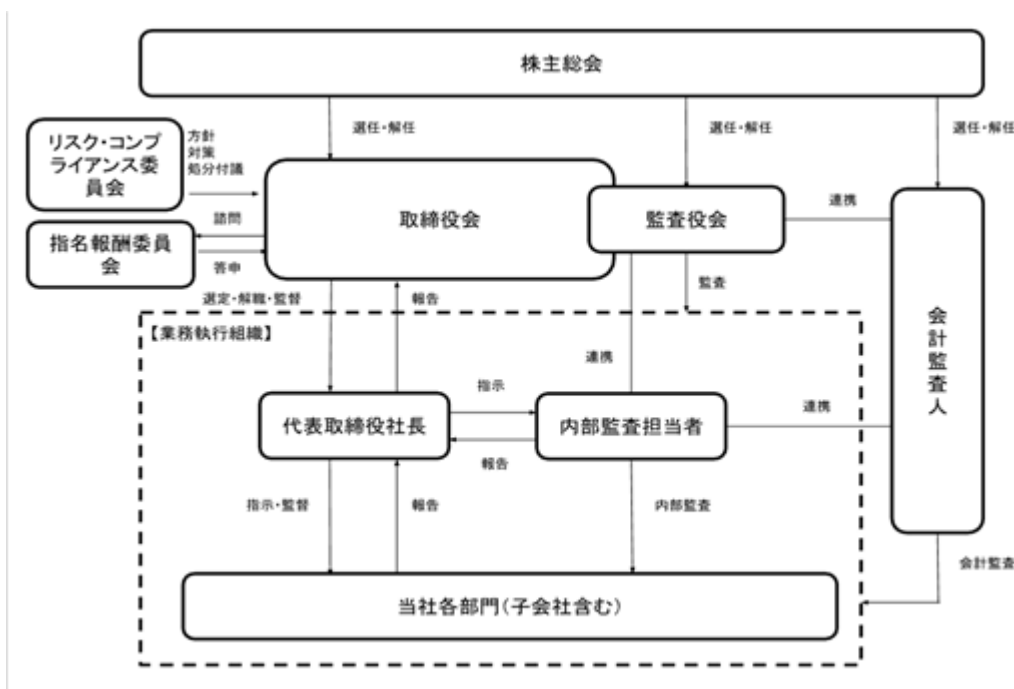 株主総会
選任・解任
選任・解任
選任・解任
リスク・コンプ
ライアンス委
員会
方針
対策
処分付議
取締役会
監査役会
連携
諮問
指名報酬委員
会
答申
選定・解職・監督
報告
監査
【業務執行組織】
連携
会計監査人
指示
代表取締役社長
内部監査担当者
連携
報告
指示・監督
報告
内部監査
会計監査
当社各部門(子会社含む)